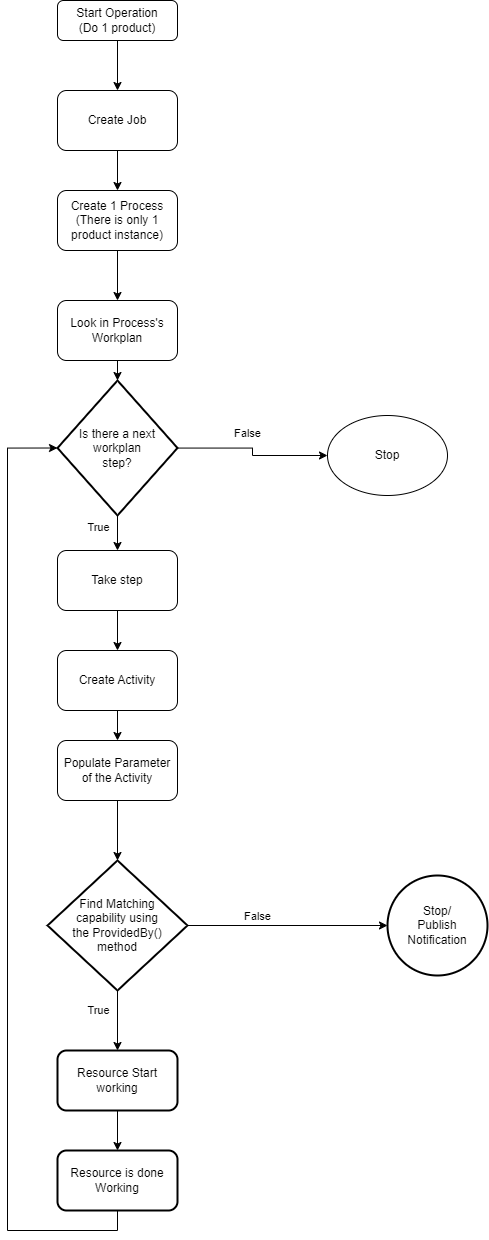 Start Operation
(Do 1 product)
Create Job
Create 1 Process
(There is only 1
product instance)
Look in Process's
Workplan
Is there a next
workplan
step?
False
Stop
True
Take step
Create Activity
Populate Parameter
of the Activity
Find Matching
capability using
the ProvidedBy()
method
False
Stop/
Publish
Notification
True
Resource Start
working
Resource is done
Working